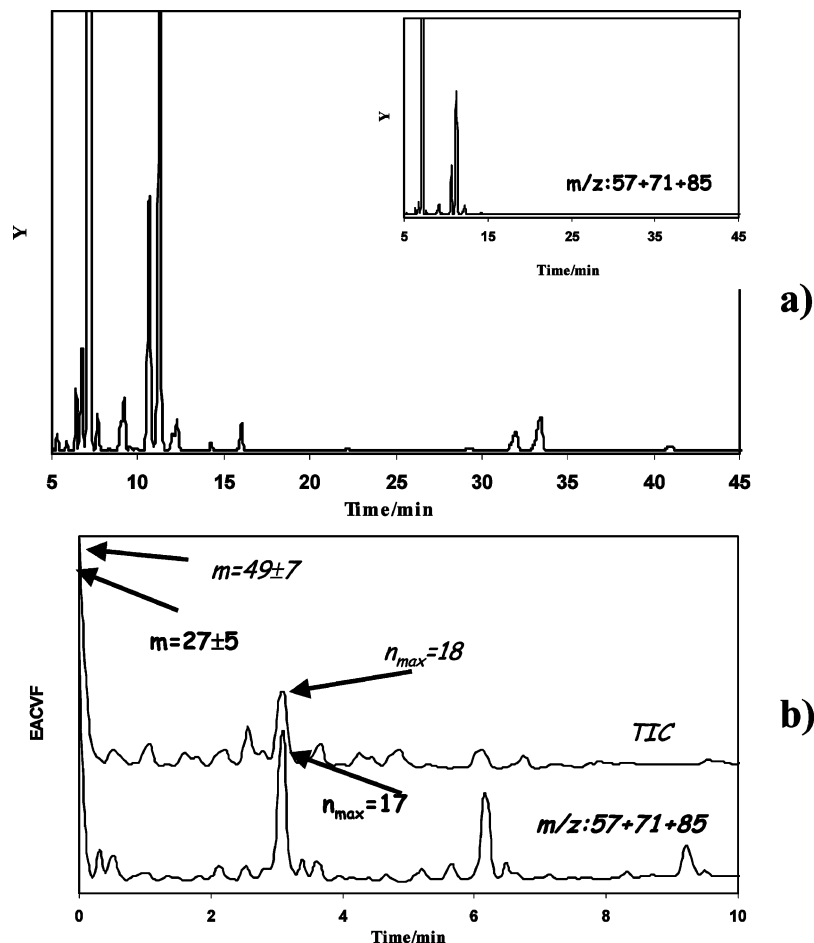 Y
m/z:57+71+85
5 15 25 35 45
Time/min
Y
a)
5 10 15 20 25 30 35 40 45
Time/min
m=49±7
m=27±5
nmax=18
EACVF
TIC
b)
nmax=17
m/z:57+71+85
0 2 4 6 8 10
Time/min